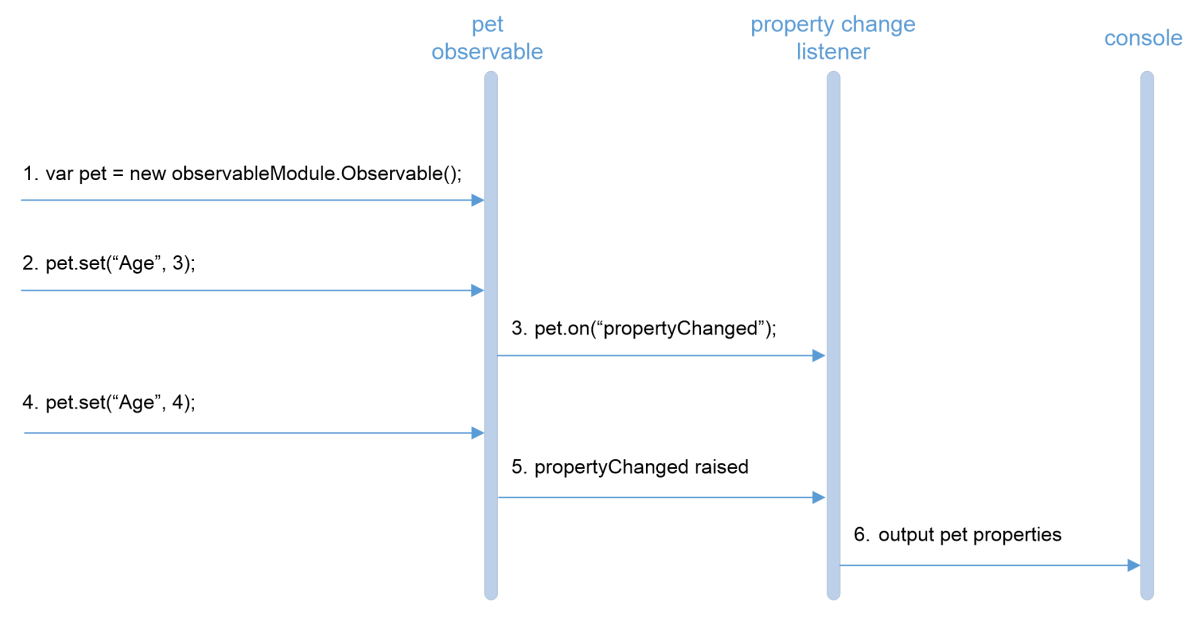 pet
observable
property change
listener
console
1. var pet = new observableModule.Observable();
2. pet.set(“Age”, 3);
3. pet.on(“propertyChanged”);
4. pet.set(“Age”, 4);
5. propertyChanged raised
6. output pet properties